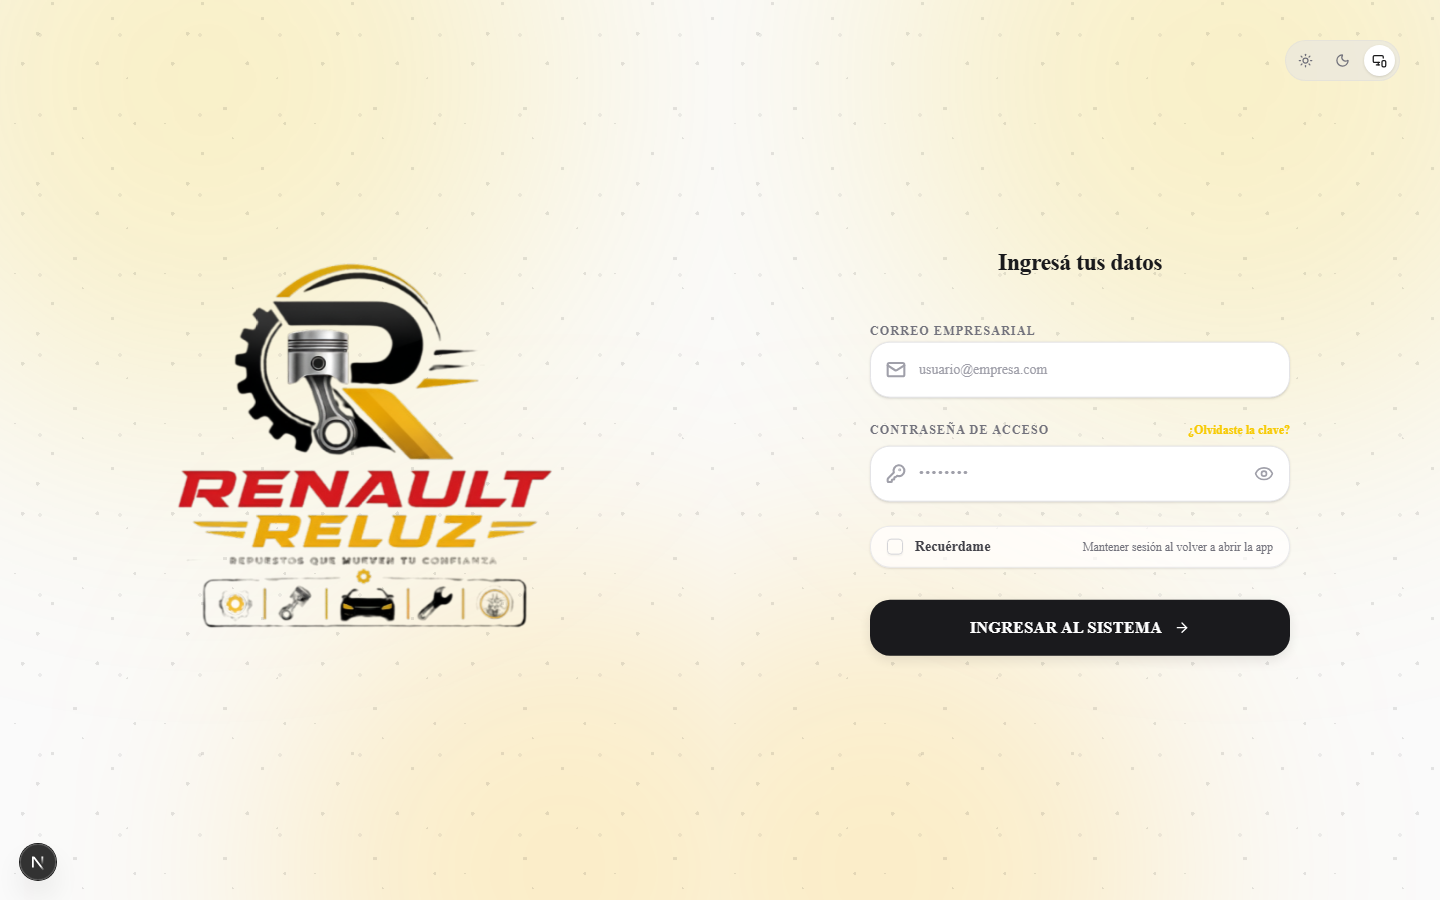 RENAULT
RELUZ
REPUESTOS QUE MUEVEN TU CONFIANZA
Ingresá tus datos
CORREO EMPRESARIAL
usuario@empresa.com
CONTRASEÑA DE ACCESO
¿Olvidaste la clave?
Recuérdame
Mantener sesión al volver a abrir la app
INGRESAR AL SISTEMA